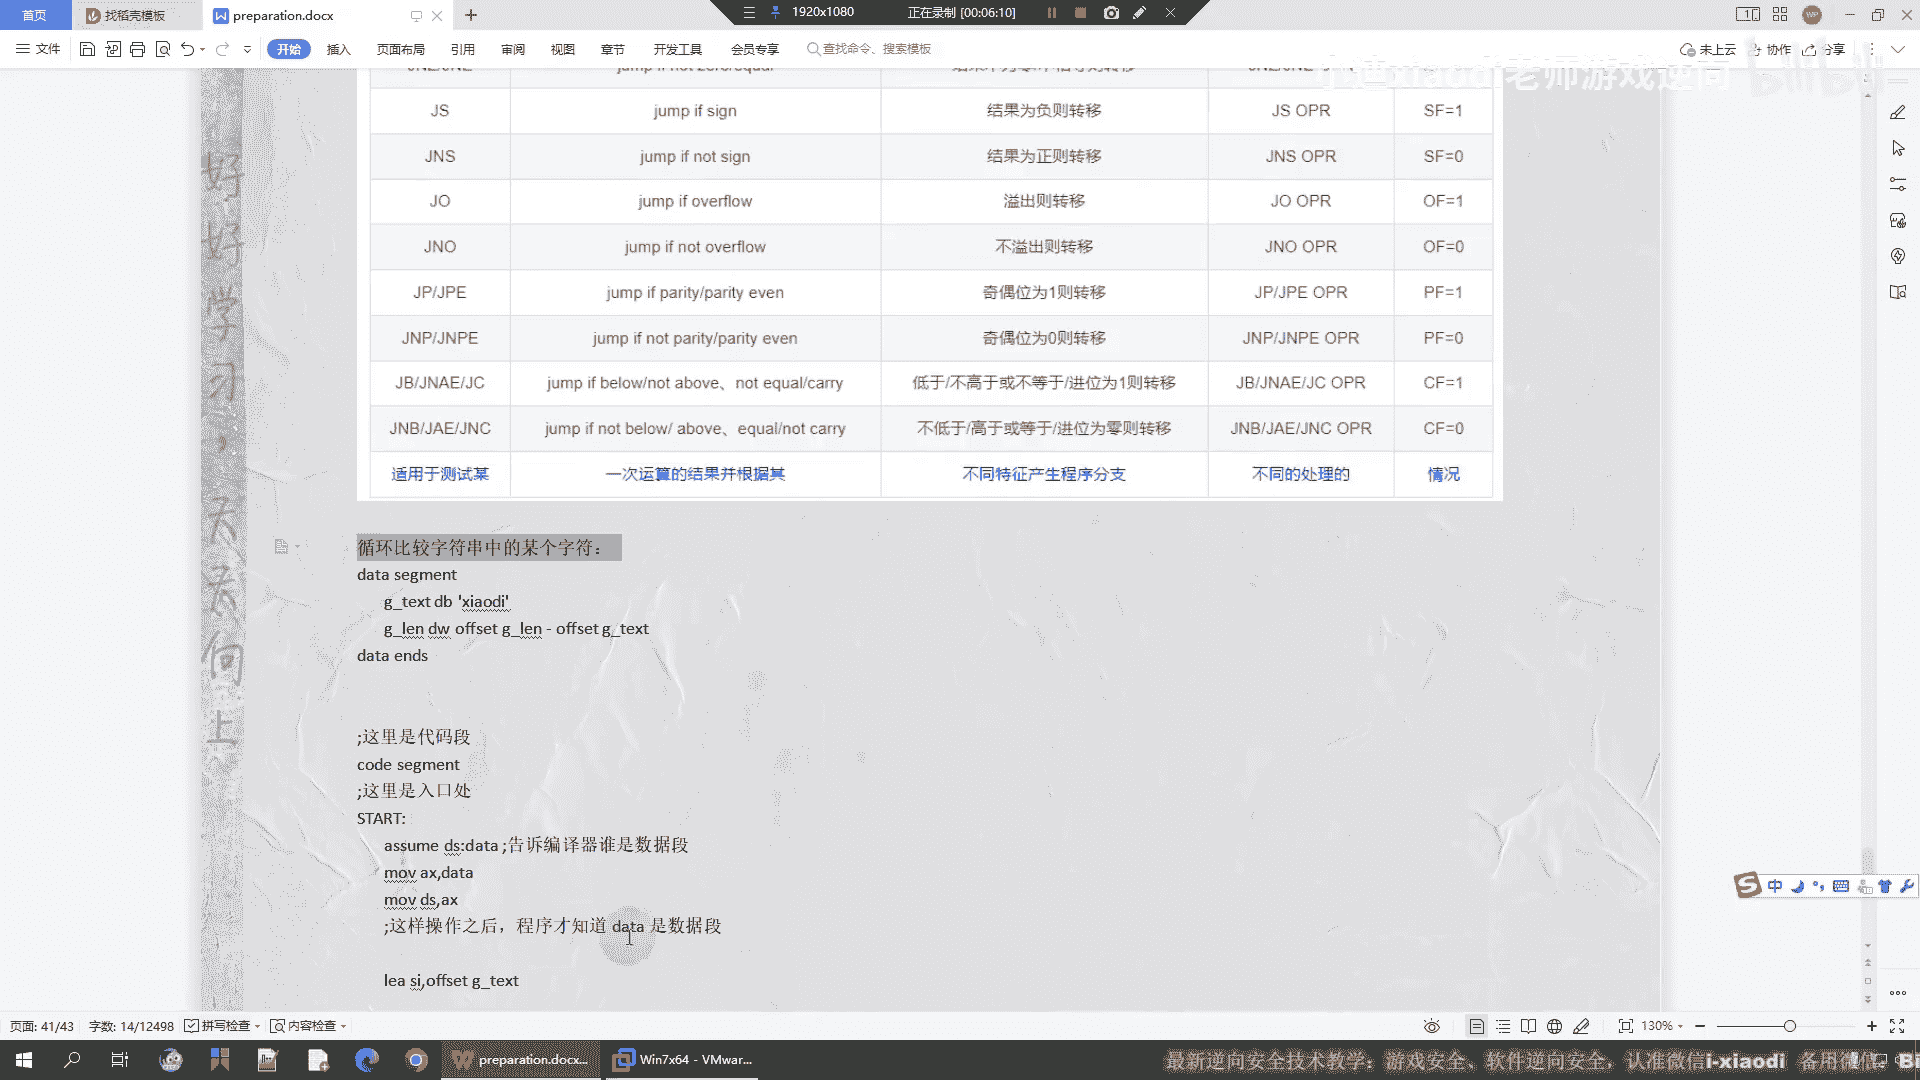 首页
找稻壳模板
preparation.docx
1920x1080
正在录制 [00:06:10]
文件
开始
插入
页面布局
引用
审阅
视图
章节
开发工具
会员专享
查找命令、搜索模板
未上云
协作
分享
老师游戏逆向
bilibili
JS jump if sign 结果为负则转移 JS OPR SF=1
JNS jump if not sign 结果为正则转移 JNS OPR SF=0
JO jump if overflow 溢出则转移 JO OPR OF=1
JNO jump if not overflow 不溢出则转移 JNO OPR OF=0
JP/JPE jump if parity/parity even 奇偶位为1则转移 JP/JPE OPR PF=1
JNP/JNPE jump if not parity/parity even 奇偶位为0则转移 JNP/JNPE OPR PF=0
JB/JNAE/JC jump if below/not above、not equal/carry 低于/不高于或不等于/进位为1则转移 JB/JNAE/JC OPR CF=1
JNB/JAE/JNC jump if not below/ above、equal/not carry 不低于/高于或等于/进位为零则转移 JNB/JAE/JNC OPR CF=0
适用于测试某 一次运算的结果并根据某 不同特征产生程序分支 不同的处理的 情况
好好学习，天天向上
循环比较字符串中的某个字符：
data segment
g_text db 'xiaodi'
g_len dw offset g_len - offset g_text
data ends
;这里是代码段
code segment
;这里是入口处
START:
assume ds:data ;告诉编译器谁是数据段
mov ax,data
mov ds,ax
;这样操作之后，程序才知道 data 是数据段
lea si,offset g_text
中
页面: 41/43
字数: 14/12498
拼写检查
内容检查
130%
preparation.docx...
Win7x64 - VMwar...
最新逆向安全技术教学：游戏安全、软件逆向安全，认准微信i-xiaodi 备用微信